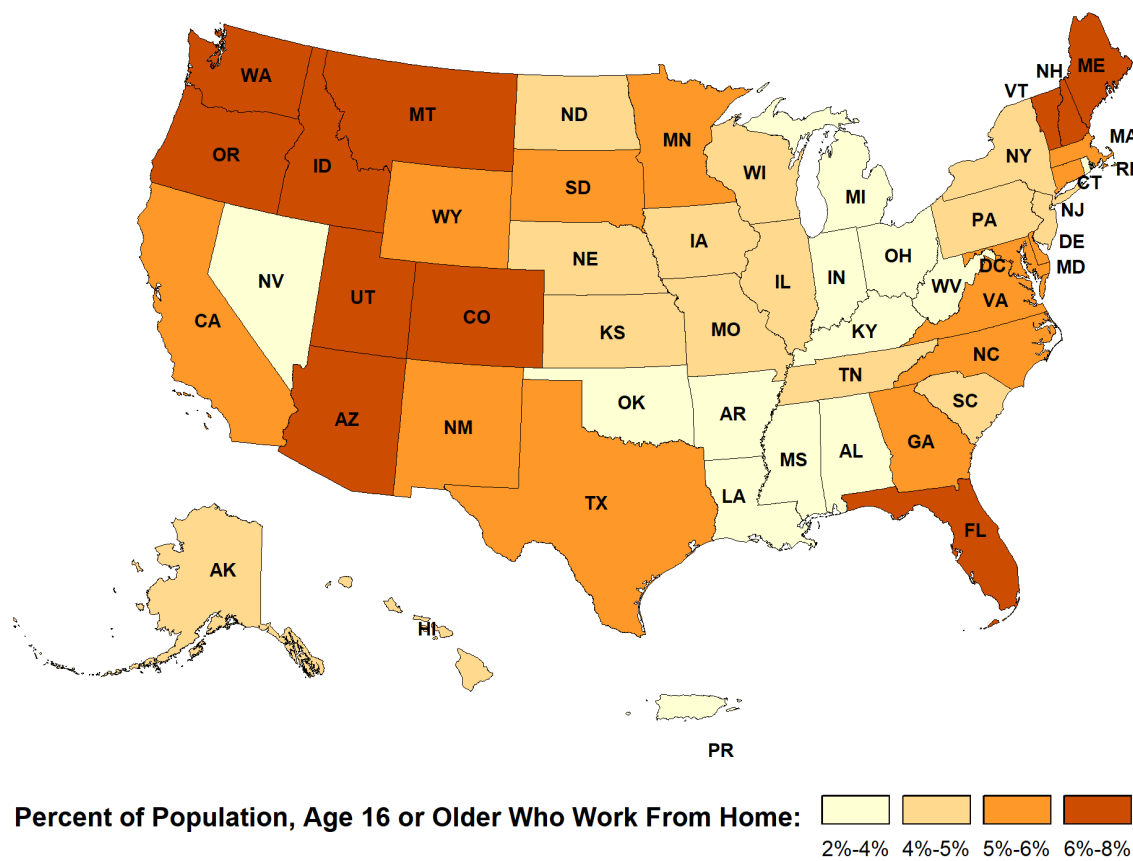 WA
MT
ND
MN
OR
ID
SD
WY
WI
MI
NH
ME
VT
MA
NY
RI
CT
PA
NJ
IA
NE
NV
UT
CA
CO
KS
MO
IL
IN
OH
WV
DC
DE
MD
VA
KY
NC
TN
SC
AZ
NM
OK
AR
MS
AL
GA
LA
TX
FL
AK
HI
PR
Percent of Population, Age 16 or Older Who Work From Home:
2%-4% 4%-5% 5%-6% 6%-8%